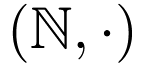 (ℕ, ·)